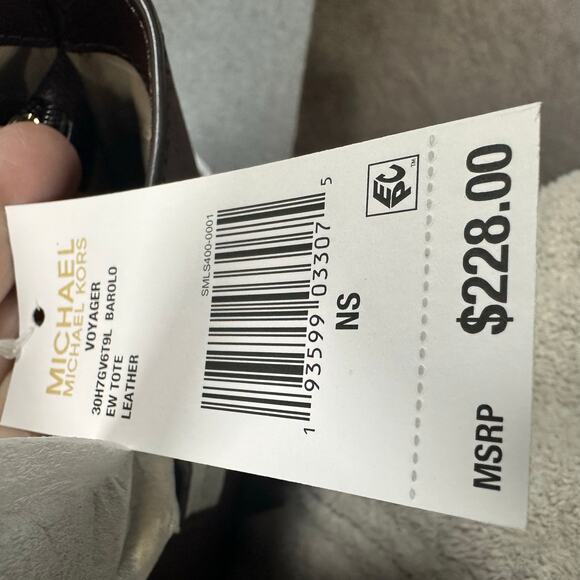 MICHAEL
MICHAEL KORS
VOYAGER
30H7GV6T9L BAROLO
EW TOTE
LEATHER
SMLS400-0001
1 93599 03307 5
NS
EPC™
MSRP $228.00